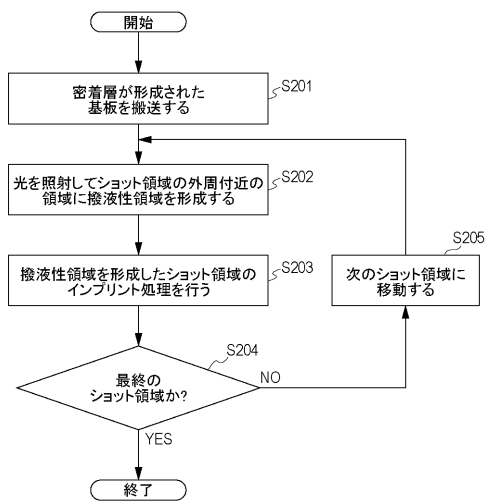 開始
密着層が形成された
基板を搬送する
S201
光を照射してショット領域の外周付近の
領域に撥液性領域を形成する
S202
撥液性領域を形成したショット領域の
インプリント処理を行う
S203
次のショット領域に
移動する
S205
最終の
ショット領域か?
S204
NO
YES
終了